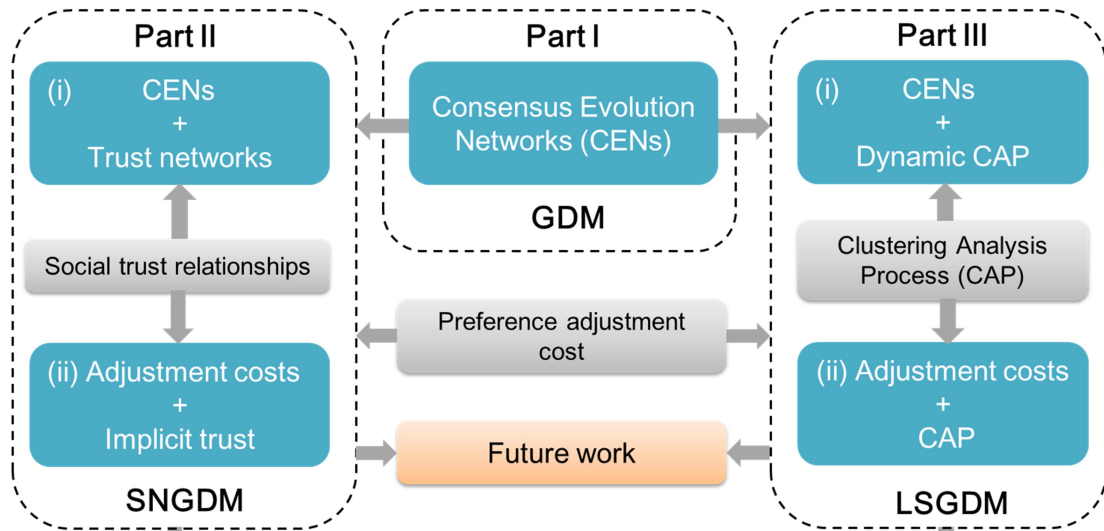 Part II
(i) CENs
+
Trust networks
Social trust relationships
(ii) Adjustment costs
+
Implicit trust
SNGDM
Part I
Consensus Evolution
Networks (CENs)
GDM
Preference adjustment
cost
Future work
Part III
(i) CENs
+
Dynamic CAP
Clustering Analysis
Process (CAP)
(ii) Adjustment costs
+
CAP
LSGDM